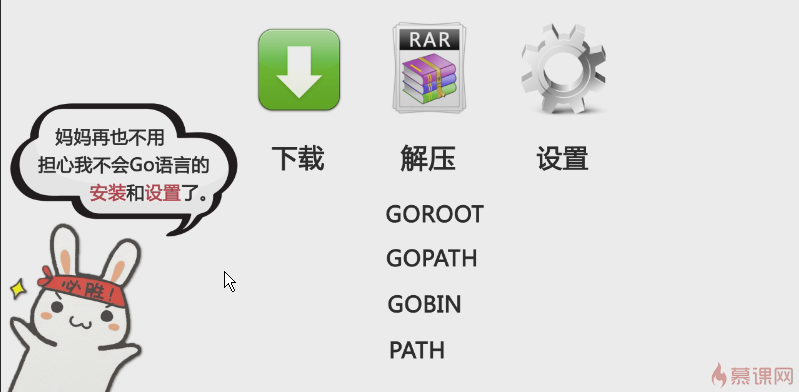 RAR
下载
解压
设置
妈妈再也不用
担心我不会Go语言的
安装和设置了。
必胜！
GOROOT
GOPATH
GOBIN
PATH
慕课网